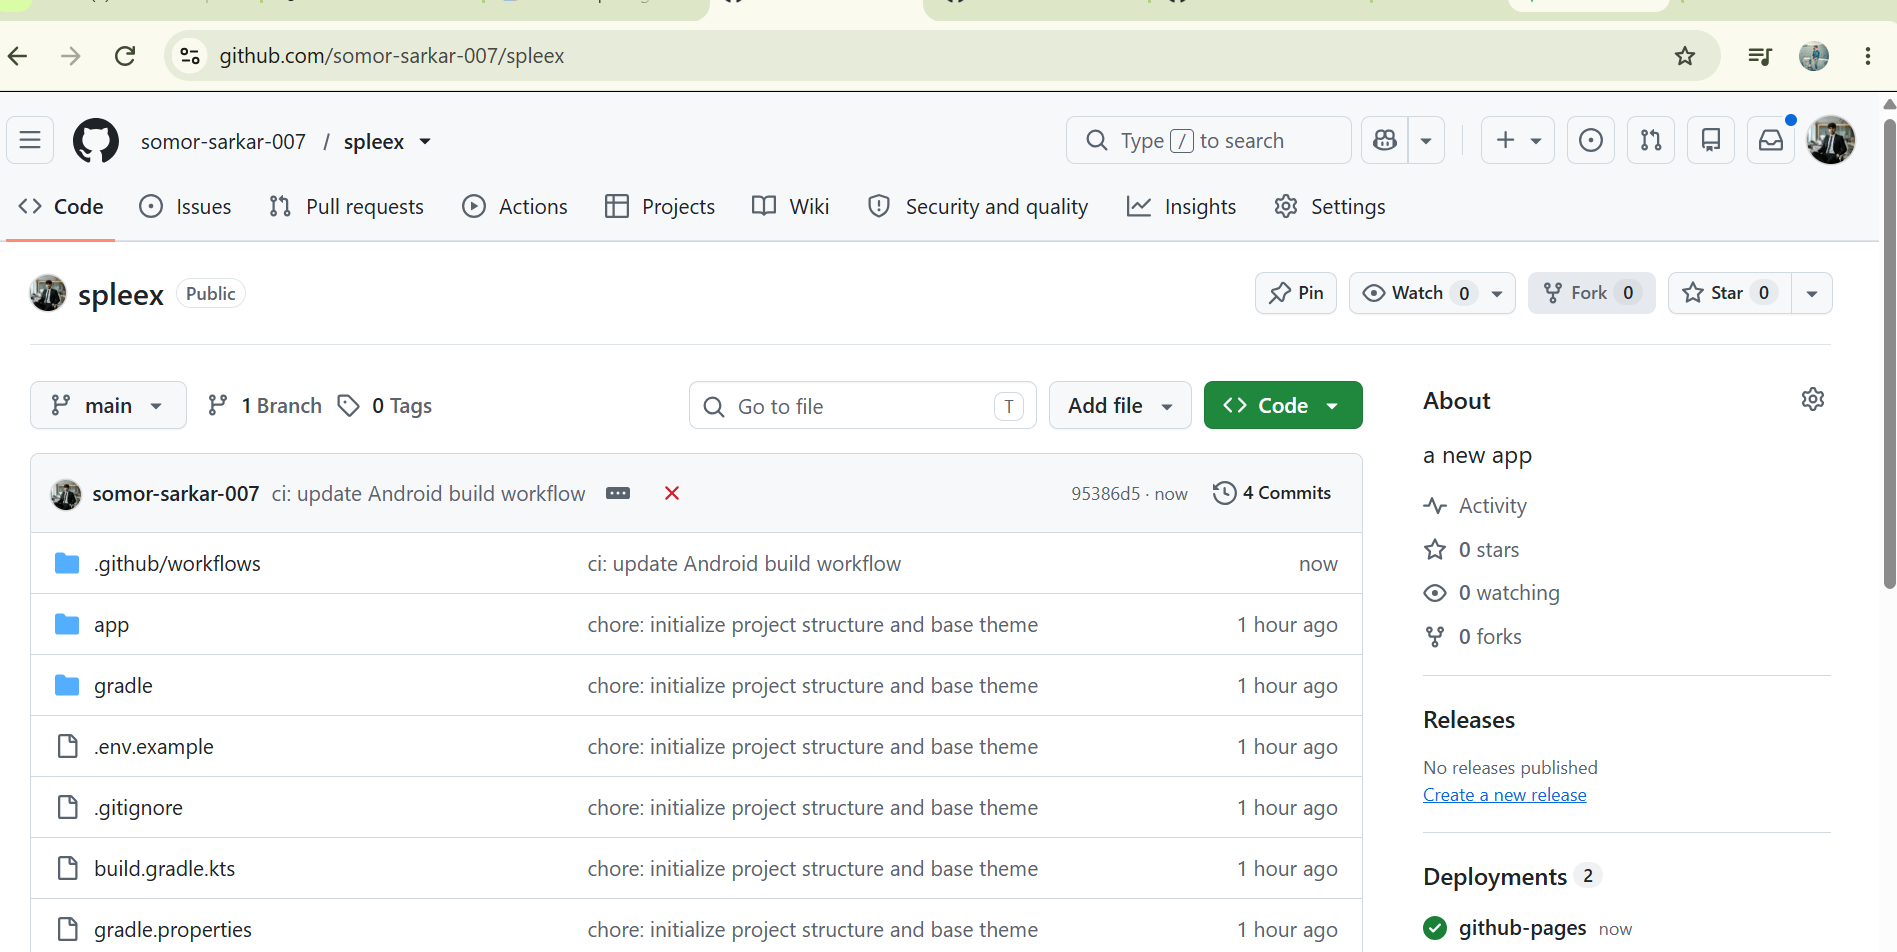 github.com/somor-sarkar-007/spleex
somor-sarkar-007 / spleex
Type / to search
Code Issues Pull requests Actions Projects Wiki Security and quality Insights Settings
spleex Public
Pin Watch 0 Fork 0 Star 0
main 1 Branch 0 Tags Go to file T Add file Code
somor-sarkar-007 ci: update Android build workflow 95386d5 · now 4 Commits
.github/workflows ci: update Android build workflow now
app chore: initialize project structure and base theme 1 hour ago
gradle chore: initialize project structure and base theme 1 hour ago
.env.example chore: initialize project structure and base theme 1 hour ago
.gitignore chore: initialize project structure and base theme 1 hour ago
build.gradle.kts chore: initialize project structure and base theme 1 hour ago
gradle.properties chore: initialize project structure and base theme 1 hour ago
About
a new app
Activity
0 stars
0 watching
0 forks
Releases
No releases published
Create a new release
Deployments 2
github-pages now